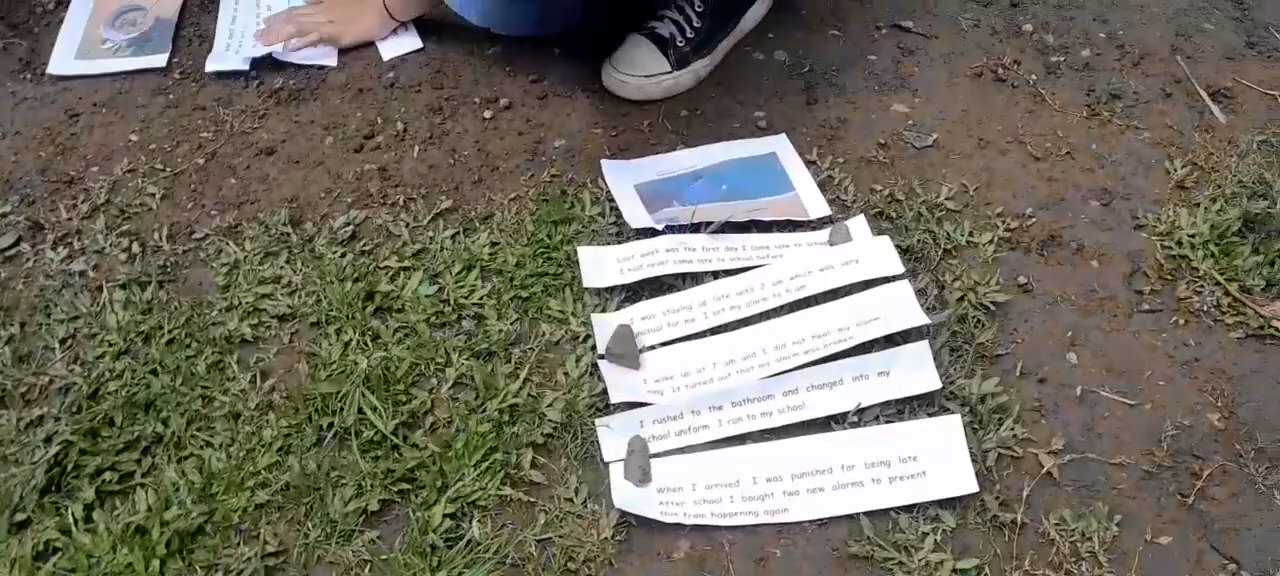 Last week was the first day I come late to school
I had never come late to school before
I was staying up late until 2 am which was very
unusual for me. I set my alarm to 5 am
I woke up at 7 am and I did not hear my alarm
ring. It turned out that my alarm was broken
I rushed to the bathroom and changed into my
school uniform. I ran to my school
When I arrived I was punished for being late
After school I bought two new alarms to prevent
this from happening again